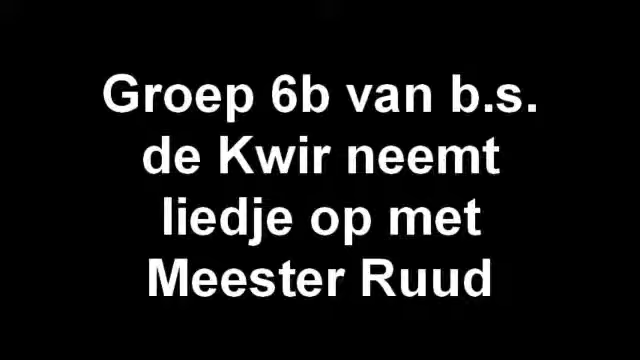 Groep 6b van b.s.
de Kwir neemt
liedje op met
Meester Ruud